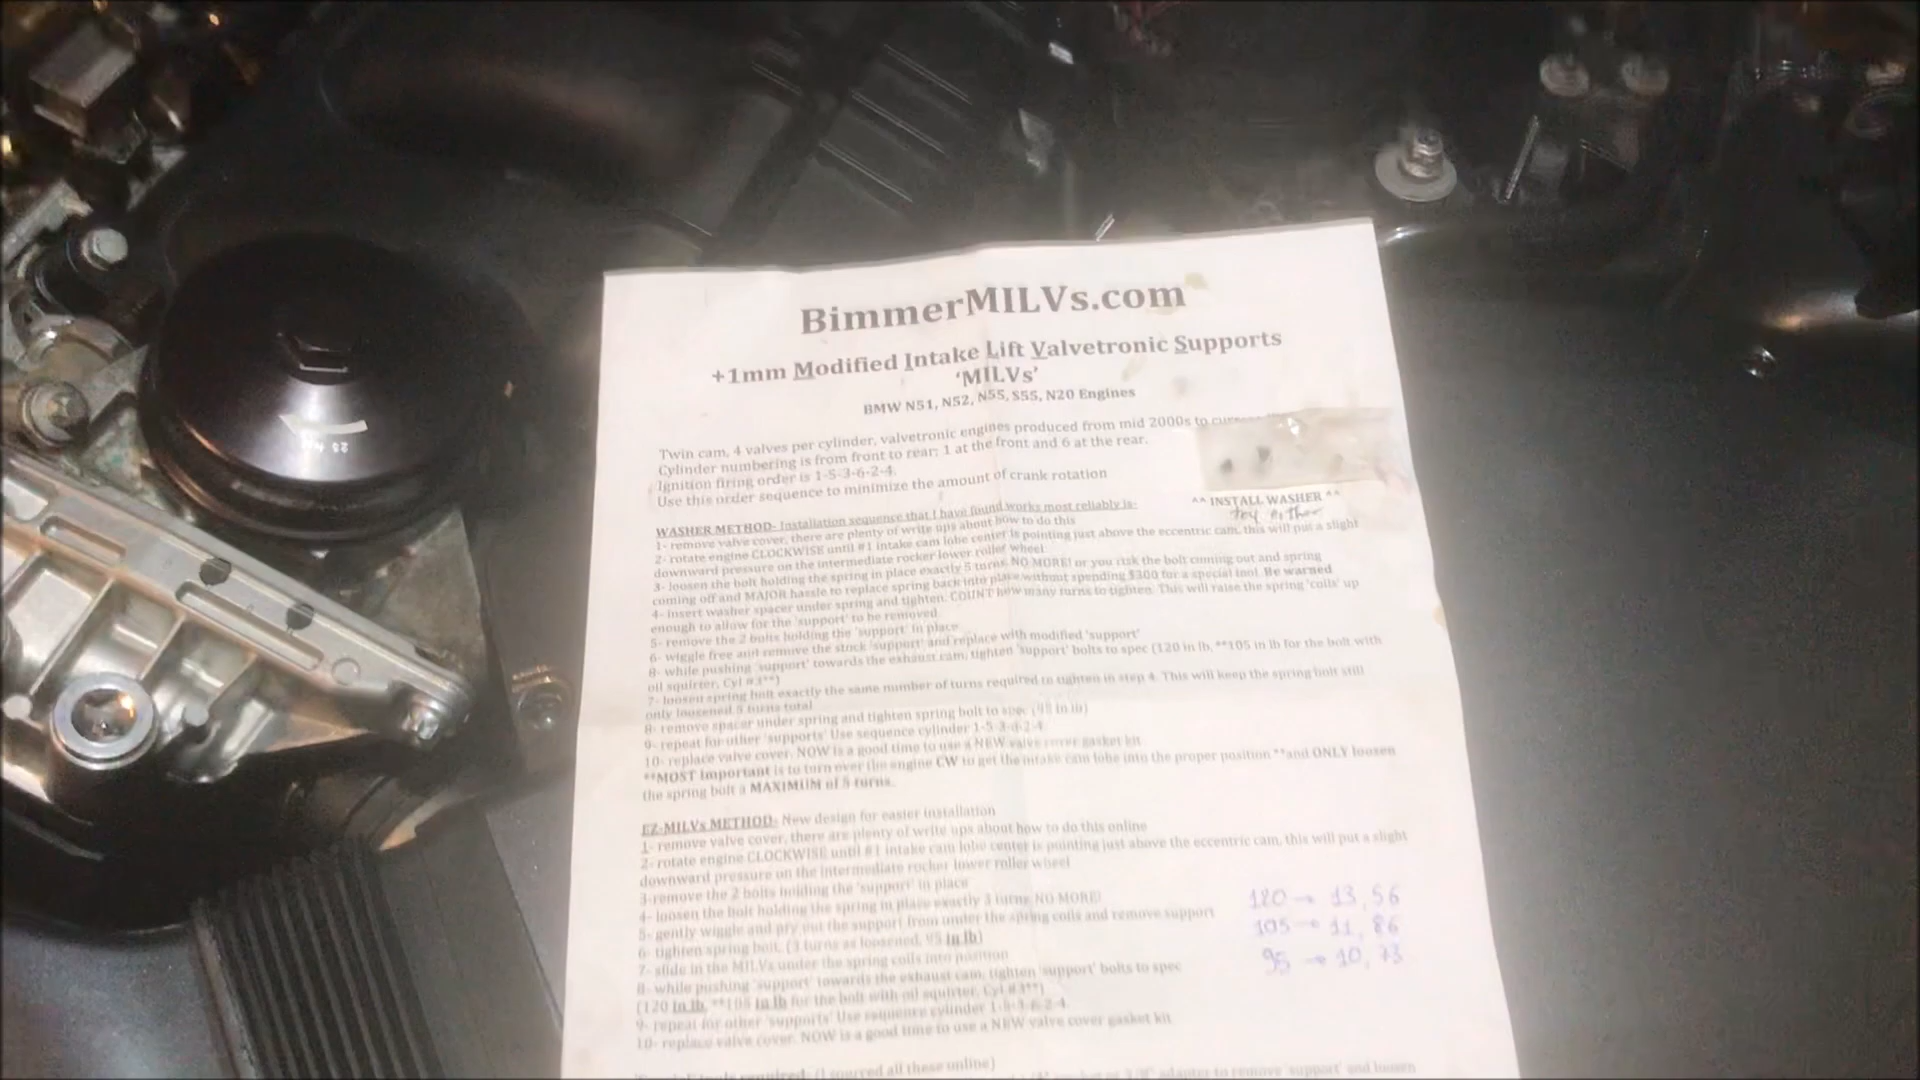 BimmerMILVs.com
+1mm Modified Intake Lift Valvetronic Supports
'MILVs'
BMW N51, N52, N55, S55, N20 Engines
Twin cam, 4 valves per cylinder, valvetronic engines produced from mid 2000s to
Cylinder numbering is from front to rear; 1 at the front and 6 at the rear.
Ignition firing order is 1-5-3-6-2-4.
Use this order sequence to minimize the amount of crank rotation
^^ INSTALL WASHER ^^
try either
WASHER METHOD- Installation sequence that I have found works most reliably is-
1- remove valve cover, there are plenty of write ups about how to do this
2- rotate engine CLOCKWISE until #1 intake cam lobe center is pointing just above the eccentric cam, this will put a slight
downward pressure on the intermediate rocker lower roller wheel
3- loosen the bolt holding the spring in place exactly 5 turns. NO MORE! or you risk the bolt coming out and spring
coming off and MAJOR hassle to replace spring back into place without spending $300 for a special tool. Be warned
4- insert washer spacer under spring and tighten. COUNT how many turns to tighten. This will raise the spring 'coils' up
enough to allow for the 'support' to be removed.
5- remove the 2 bolts holding the 'support' in place
6- wiggle free and remove the stock 'support' and replace with modified 'support'
8- while pushing 'support' towards the exhaust cam, tighten 'support' bolts to spec (120 in lb, **105 in lb for the bolt with
oil squirter, Cyl #3**)
7- loosen spring bolt exactly the same number of turns required to tighten in step 4. This will keep the spring bolt still
only loosened 5 turns total
8- remove spacer under spring and tighten spring bolt to spec (95 in lb)
9- repeat for other 'supports' Use sequence cylinder 1-5-3-6-2-4
10- replace valve cover. NOW is a good time to use a NEW valve cover gasket kit
**MOST Important is to turn over the engine CW to get the intake cam lobe into the proper position **and ONLY loosen
the spring bolt a MAXIMUM of 5 turns.
EZ-MILVs METHOD- New design for easier installation
1- remove valve cover, there are plenty of write ups about how to do this online
2- rotate engine CLOCKWISE until #1 intake cam lobe center is pointing just above the eccentric cam, this will put a slight
downward pressure on the intermediate rocker lower roller wheel
3-remove the 2 bolts holding the 'support' in place
4- loosen the bolt holding the spring in place exactly 3 turns. NO MORE!
5- gently wiggle and pry out the support from under the spring coils and remove support
6- tighten spring bolt. (3 turns as loosened, 95 in lb)
7- slide in the MILVs under the spring coils into position
8- while pushing 'support' towards the exhaust cam, tighten 'support' bolts to spec
(120 in lb, **105 in lb for the bolt with oil squirter, Cyl #3**)
9- repeat for other 'supports' Use sequence cylinder 1-5-3-6-2-4
10- replace valve cover. NOW is a good time to use a NEW valve cover gasket kit
120 → 13,56
105 → 11,86
95 → 10,73
tools required: (I sourced all these online)
adapter to remove 'support' and loosen